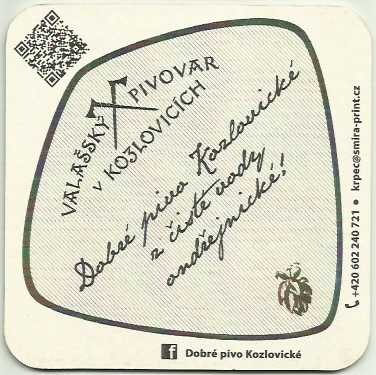 VALAŠSKÝ PIVOVAR
V KOZLOVICÍCH
Dobré pivo Kozlovické
z čisté vody
ondřejnické!
krpec@smira-print.cz
+420 602 240 721
f Dobré pivo Kozlovické